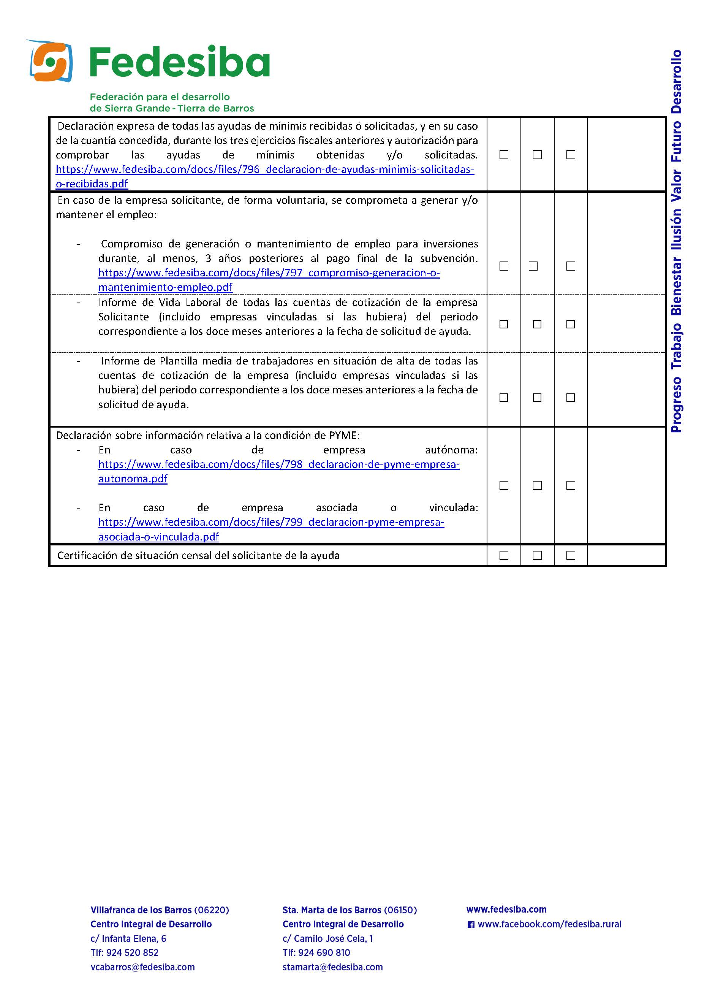 Fedesiba
Federación para el desarrollo
de Sierra Grande - Tierra de Barros
Declaración expresa de todas las ayudas de mínimis recibidas ó solicitadas, y en su caso
de la cuantía concedida, durante los tres ejercicios fiscales anteriores y autorización para
comprobar las ayudas de mínimis obtenidas y/o solicitadas.
https://www.fedesiba.com/docs/files/796_declaracion-de-ayudas-minimis-solicitadas-
o-recibidas.pdf
☐ ☐ ☐
En caso de la empresa solicitante, de forma voluntaria, se comprometa a generar y/o
mantener el empleo:
- Compromiso de generación o mantenimiento de empleo para inversiones
durante, al menos, 3 años posteriores al pago final de la subvención.
https://www.fedesiba.com/docs/files/797_compromiso-generacion-o-
mantenimiento-empleo.pdf
☐ ☐ ☐
- Informe de Vida Laboral de todas las cuentas de cotización de la empresa
Solicitante (incluido empresas vinculadas si las hubiera) del periodo
correspondiente a los doce meses anteriores a la fecha de solicitud de ayuda.
☐ ☐ ☐
- Informe de Plantilla media de trabajadores en situación de alta de todas las
cuentas de cotización de la empresa (incluido empresas vinculadas si las
hubiera) del periodo correspondiente a los doce meses anteriores a la fecha de
solicitud de ayuda.
☐ ☐ ☐
Declaración sobre información relativa a la condición de PYME:
- En caso de empresa autónoma:
https://www.fedesiba.com/docs/files/798_declaracion-de-pyme-empresa-
autonoma.pdf
- En caso de empresa asociada o vinculada:
https://www.fedesiba.com/docs/files/799_declaracion-pyme-empresa-
asociada-o-vinculada.pdf
☐ ☐ ☐
Certificación de situación censal del solicitante de la ayuda
☐ ☐ ☐
Progreso Trabajo Bienestar Ilusión Valor Futuro Desarrollo
Villafranca de los Barros (06220)
Centro Integral de Desarrollo
c/ Infanta Elena, 6
Tlf: 924 520 852
vcabarros@fedesiba.com
Sta. Marta de los Barros (06150)
Centro Integral de Desarrollo
c/ Camilo José Cela, 1
Tlf: 924 690 810
stamarta@fedesiba.com
www.fedesiba.com
www.facebook.com/fedesiba.rural